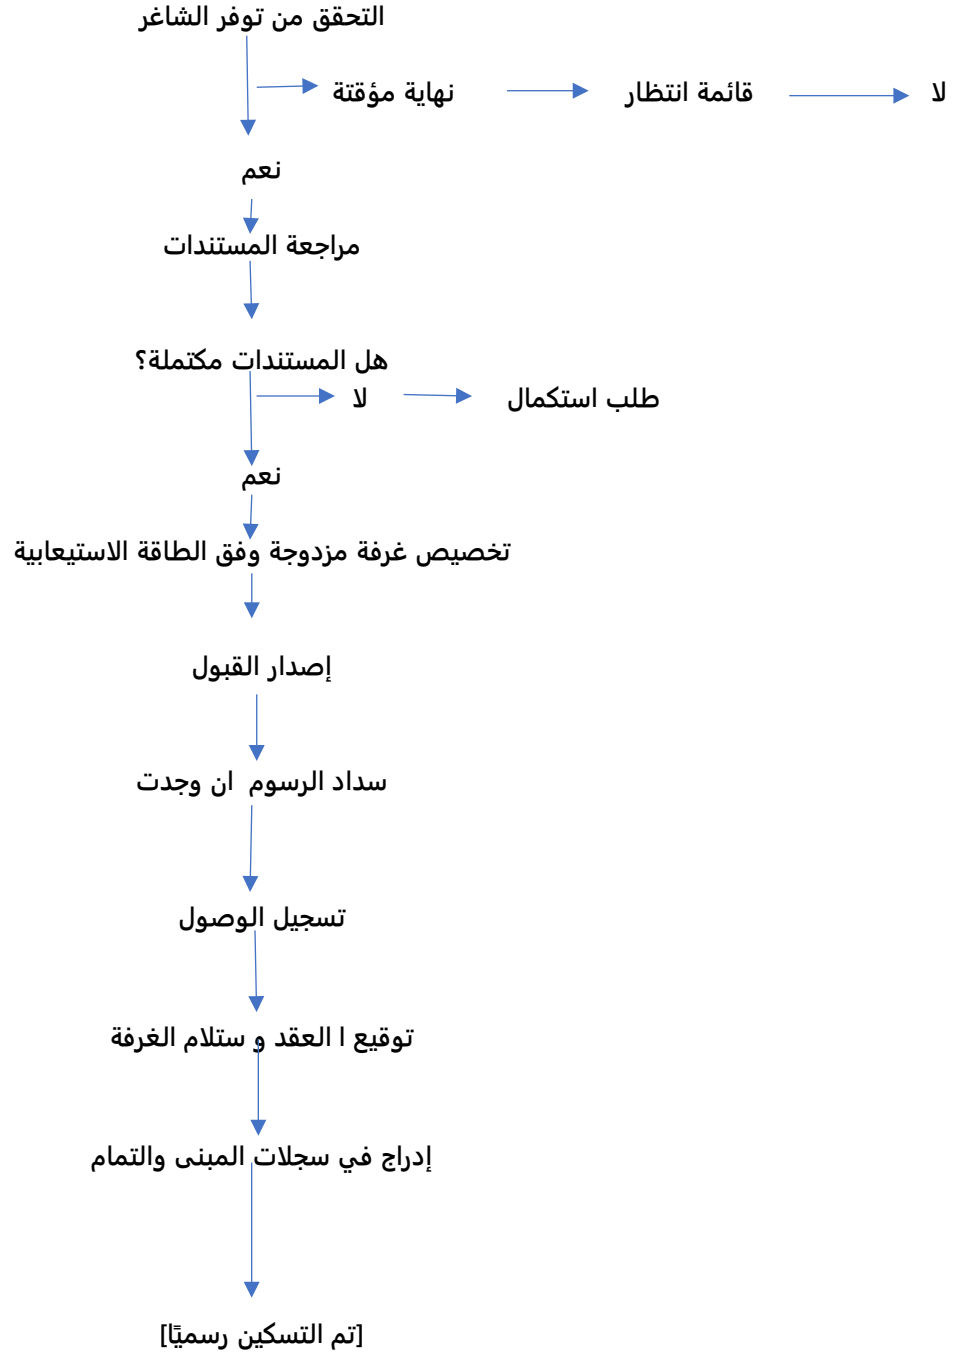 التحقق من توفر الشاغر
نهاية مؤقتة
قائمة انتظار
لا
نعم
مراجعة المستندات
هل المستندات مكتملة؟
لا
طلب استكمال
نعم
تخصيص غرفة مزدوجة وفق الطاقة الاستيعابية
إصدار القبول
سداد الرسوم ان وجدت
تسجيل الوصول
توقيع ا العقد و ستلام الغرفة
إدراج في سجلات المبنى والتمام
[تم التسكين رسميًا]